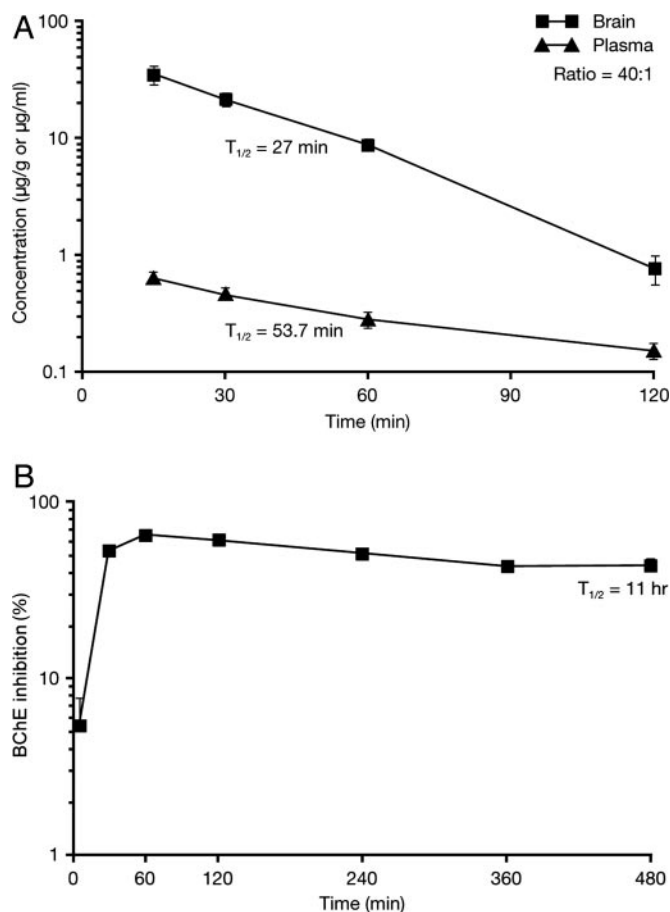 A
100
10
1
0.1
Concentration (µg/g or µg/ml)
Brain
Plasma
Ratio = 40:1
T1/2 = 27 min
T1/2 = 53.7 min
0 30 60 90 120
Time (min)
B
100
10
1
BChE inhibition (%)
T1/2 = 11 hr
0 60 120 240 360 480
Time (min)